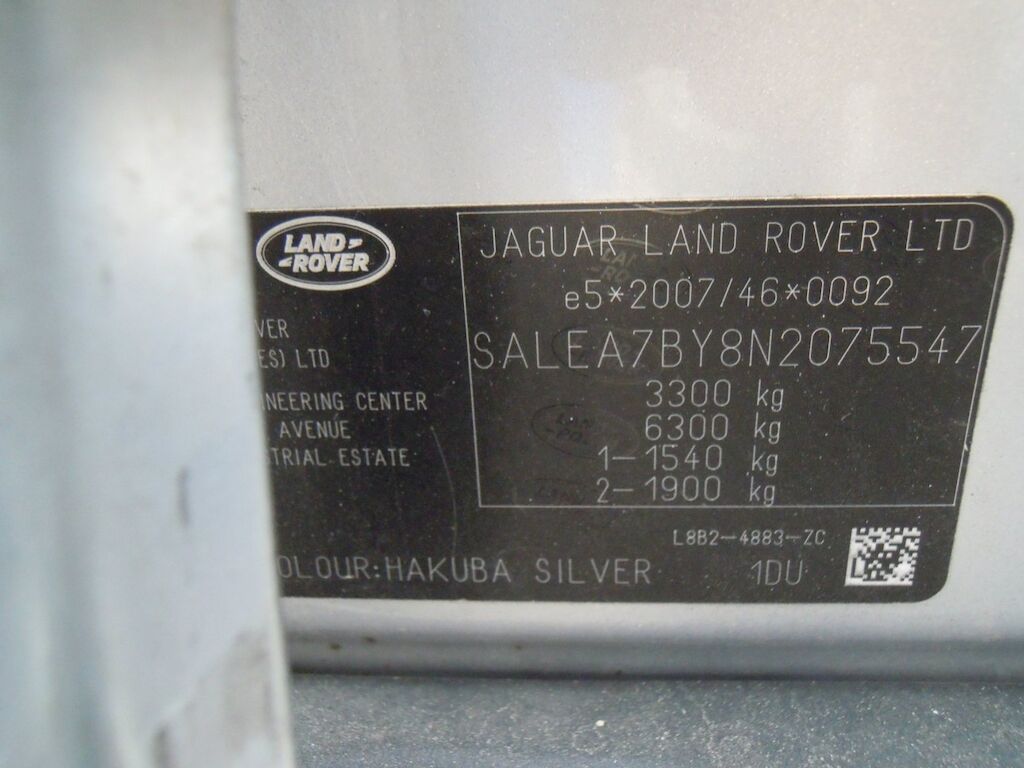 LAND-
-ROVER
JAGUAR LAND ROVER LTD
e5*2007/46*0092
SALEA7BY8N2075547
3300 kg
6300 kg
1-1540 kg
2-1900 kg
VER
ES) LTD
INEERING CENTER
AVENUE
TRIAL ESTATE
L8B2-4883-ZC
OLOUR:HAKUBA SILVER 1DU